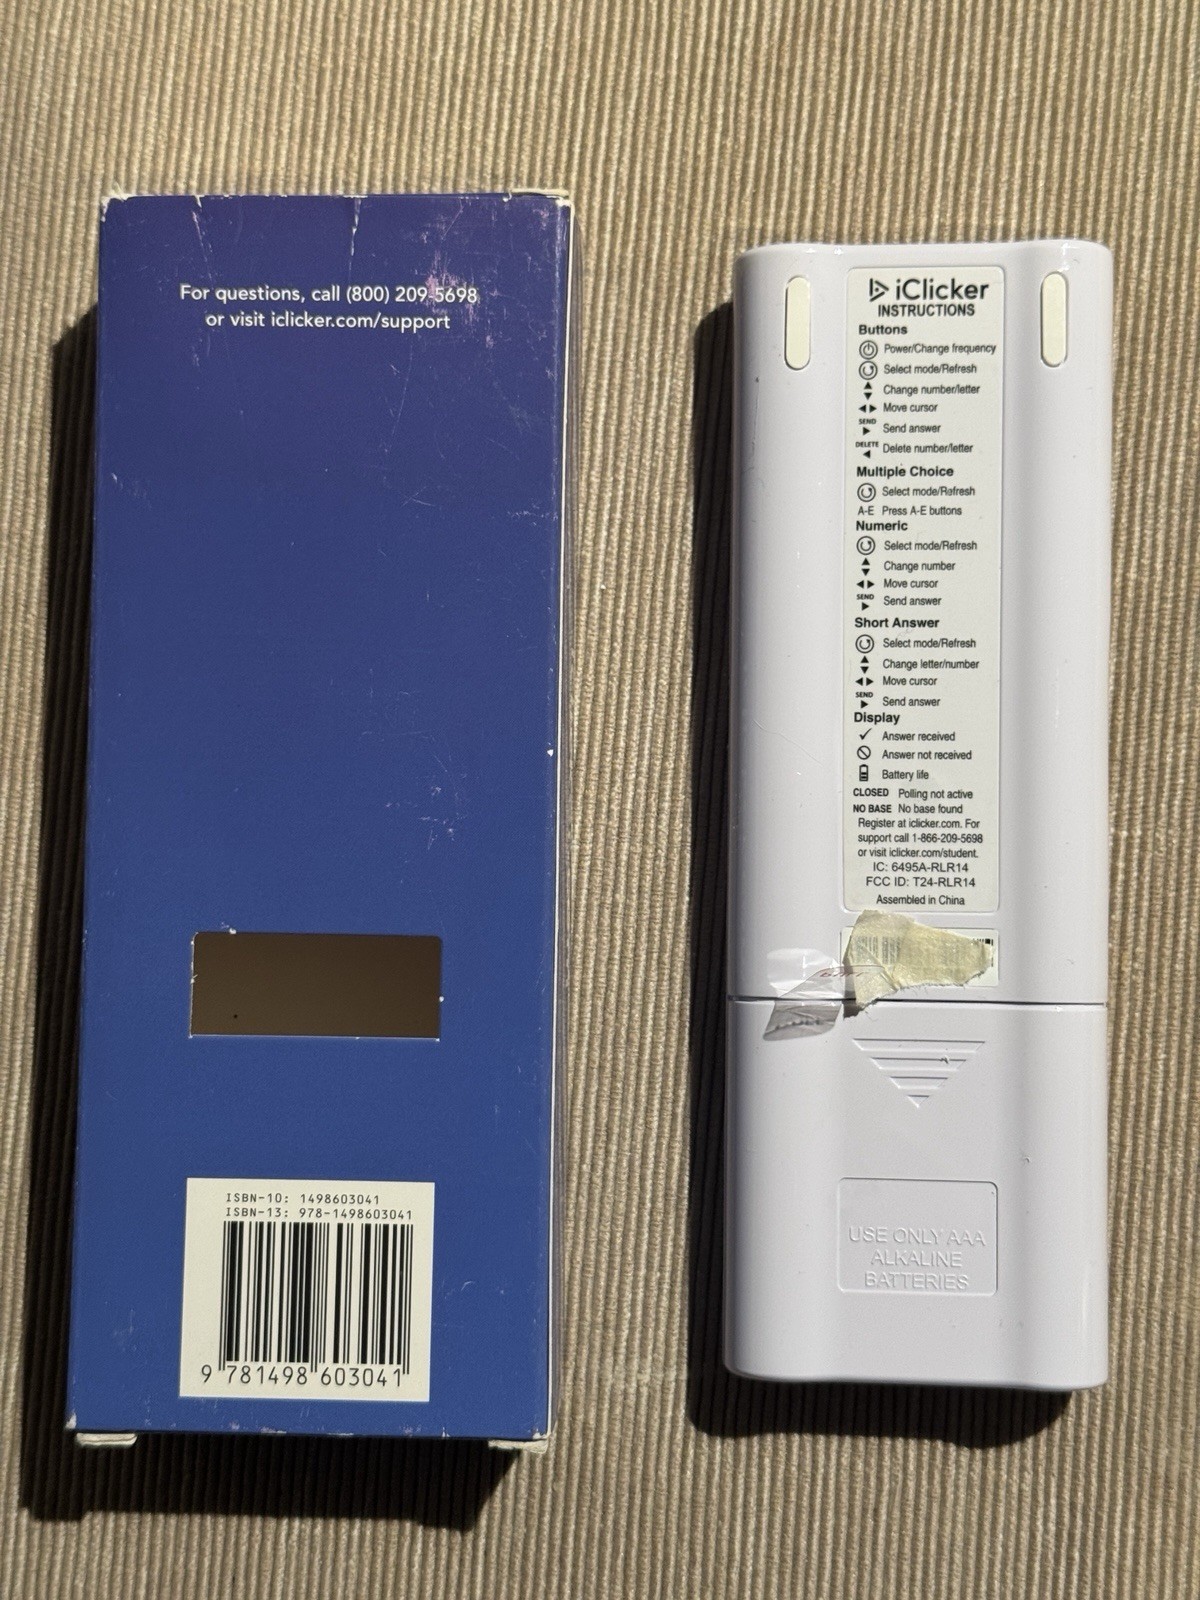 For questions, call (800) 209-5698
or visit iclicker.com/support
ISBN-10: 1498603041
ISBN-13: 978-1498603041
9 781498 603041
iClicker
INSTRUCTIONS
Buttons
Power/Change frequency
Select mode/Refresh
Change number/letter
Move cursor
SEND Send answer
DELETE Delete number/letter
Multiple Choice
Select mode/Refresh
A-E Press A-E buttons
Numeric
Select mode/Refresh
Change number
Move cursor
SEND Send answer
Short Answer
Select mode/Refresh
Change letter/number
Move cursor
SEND Send answer
Display
Answer received
Answer not received
Battery life
CLOSED Polling not active
NO BASE No base found
Register at iclicker.com. For
support call 1-866-209-5698
or visit iclicker.com/student.
IC: 6495A-RLR14
FCC ID: T24-RLR14
Assembled in China
USE ONLY AAA
ALKALINE
BATTERIES